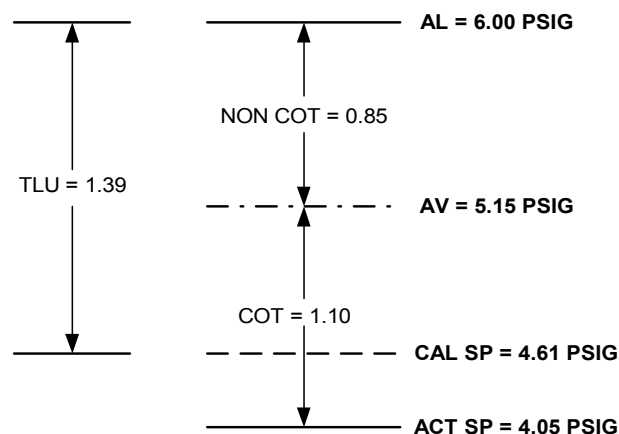 AL = 6.00 PSIG
NON COT = 0.85
TLU = 1.39
AV = 5.15 PSIG
COT = 1.10
CAL SP = 4.61 PSIG
ACT SP = 4.05 PSIG